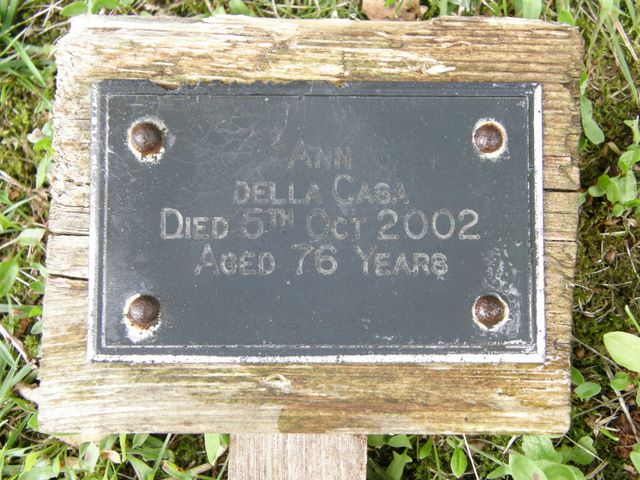 Ann
della Casa
Died 5th Oct 2002
Aged 76 Years